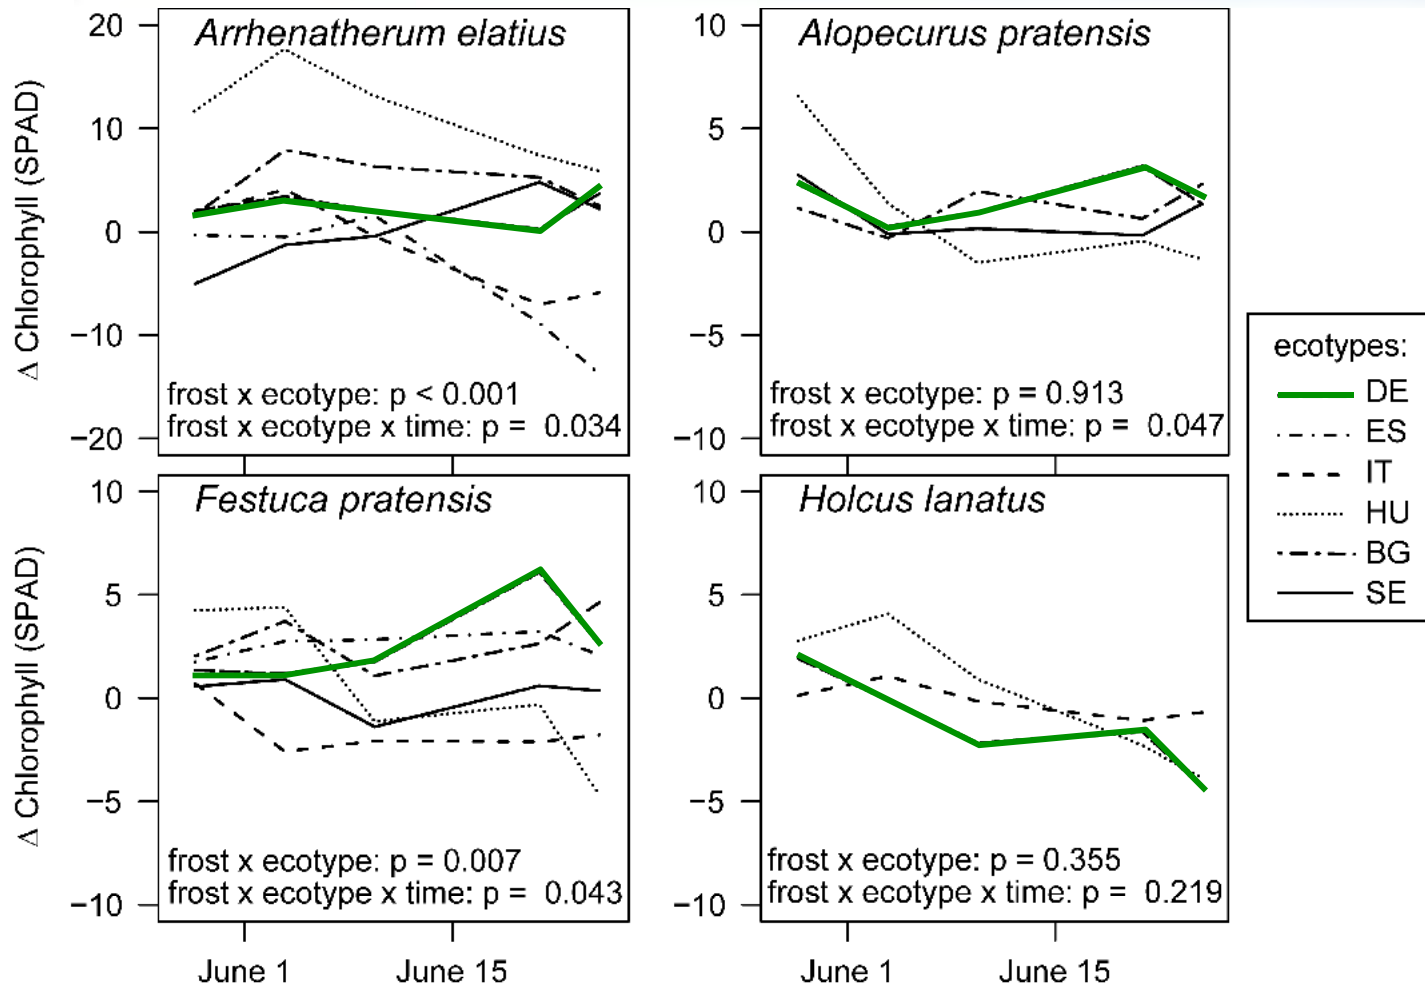 Arrhenatherum elatius
Δ Chlorophyll (SPAD)
20
10
0
−10
−20
frost x ecotype: p < 0.001
frost x ecotype x time: p = 0.034
Alopecurus pratensis
10
5
0
−5
−10
frost x ecotype: p = 0.913
frost x ecotype x time: p = 0.047
Festuca pratensis
Δ Chlorophyll (SPAD)
10
5
0
−5
−10
frost x ecotype: p = 0.007
frost x ecotype x time: p = 0.043
June 1
June 15
Holcus lanatus
10
5
0
−5
−10
frost x ecotype: p = 0.355
frost x ecotype x time: p = 0.219
June 1
June 15
ecotypes:
DE
ES
IT
HU
BG
SE